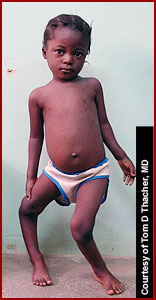 Courtesy of Tom D Thacher, MD